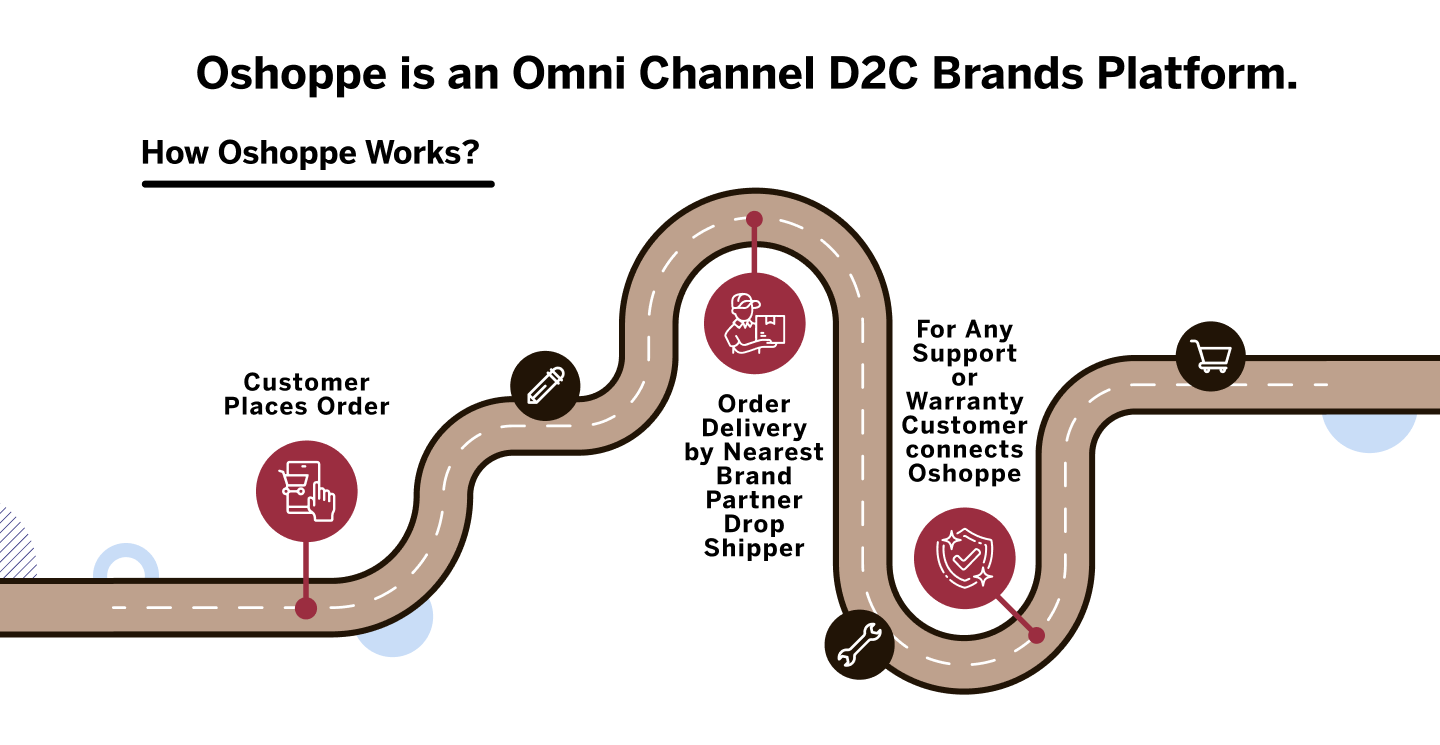 Oshoppe is an Omni Channel D2C Brands Platform.
How Oshoppe Works?
Customer
Places Order
Order
Delivery
by Nearest
Brand
Partner
Drop
Shipper
For Any
Support
or
Warranty
Customer
connects
Oshoppe